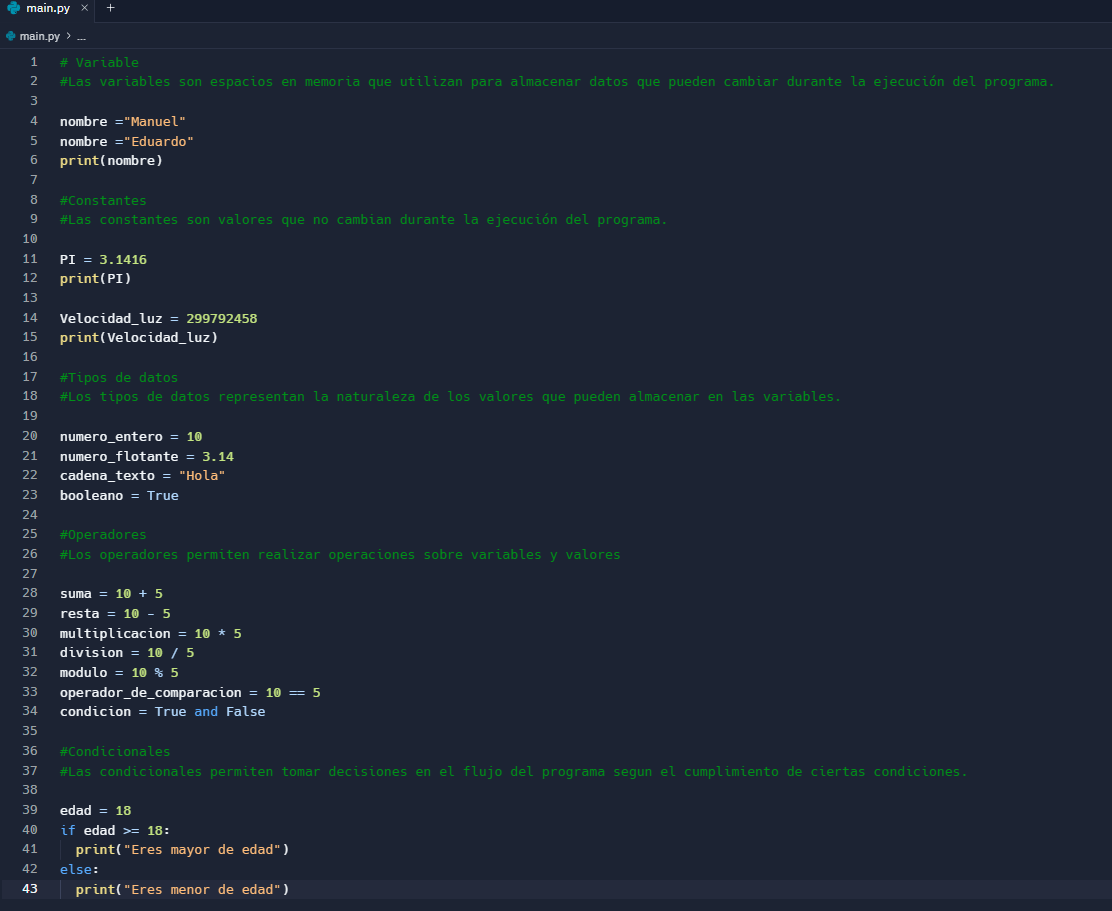 main.py × +
main.py > ...
1 # Variable
2 #Las variables son espacios en memoria que utilizan para almacenar datos que pueden cambiar durante la ejecución del programa.
3
4 nombre ="Manuel"
5 nombre ="Eduardo"
6 print(nombre)
7
8 #Constantes
9 #Las constantes son valores que no cambian durante la ejecución del programa.
10
11 PI = 3.1416
12 print(PI)
13
14 Velocidad_luz = 299792458
15 print(Velocidad_luz)
16
17 #Tipos de datos
18 #Los tipos de datos representan la naturaleza de los valores que pueden almacenar en las variables.
19
20 numero_entero = 10
21 numero_flotante = 3.14
22 cadena_texto = "Hola"
23 booleano = True
24
25 #Operadores
26 #Los operadores permiten realizar operaciones sobre variables y valores
27
28 suma = 10 + 5
29 resta = 10 - 5
30 multiplicacion = 10 * 5
31 division = 10 / 5
32 modulo = 10 % 5
33 operador_de_comparacion = 10 == 5
34 condicion = True and False
35
36 #Condicionales
37 #Las condicionales permiten tomar decisiones en el flujo del programa segun el cumplimiento de ciertas condiciones.
38
39 edad = 18
40 if edad >= 18:
41   print("Eres mayor de edad")
42 else:
43   print("Eres menor de edad")